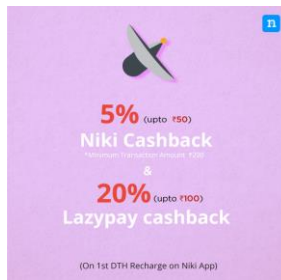 n
5% (upto ₹50)
Niki Cashback
*Minimum Transaction Amount ₹250
&
20% (upto ₹100)
Lazypay cashback
(On 1st DTH Recharge on Niki App)